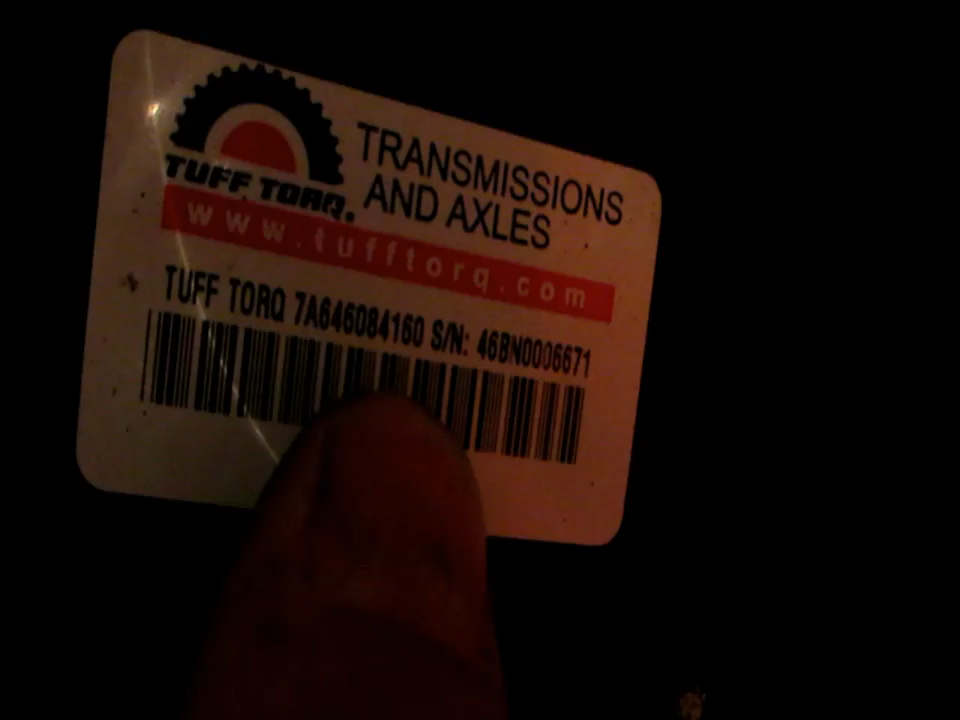 TUFF TORQ.
TRANSMISSIONS
AND AXLES
www.tufftorq.com
TUFF TORQ 7A646084160 S/N: 46BN0006671